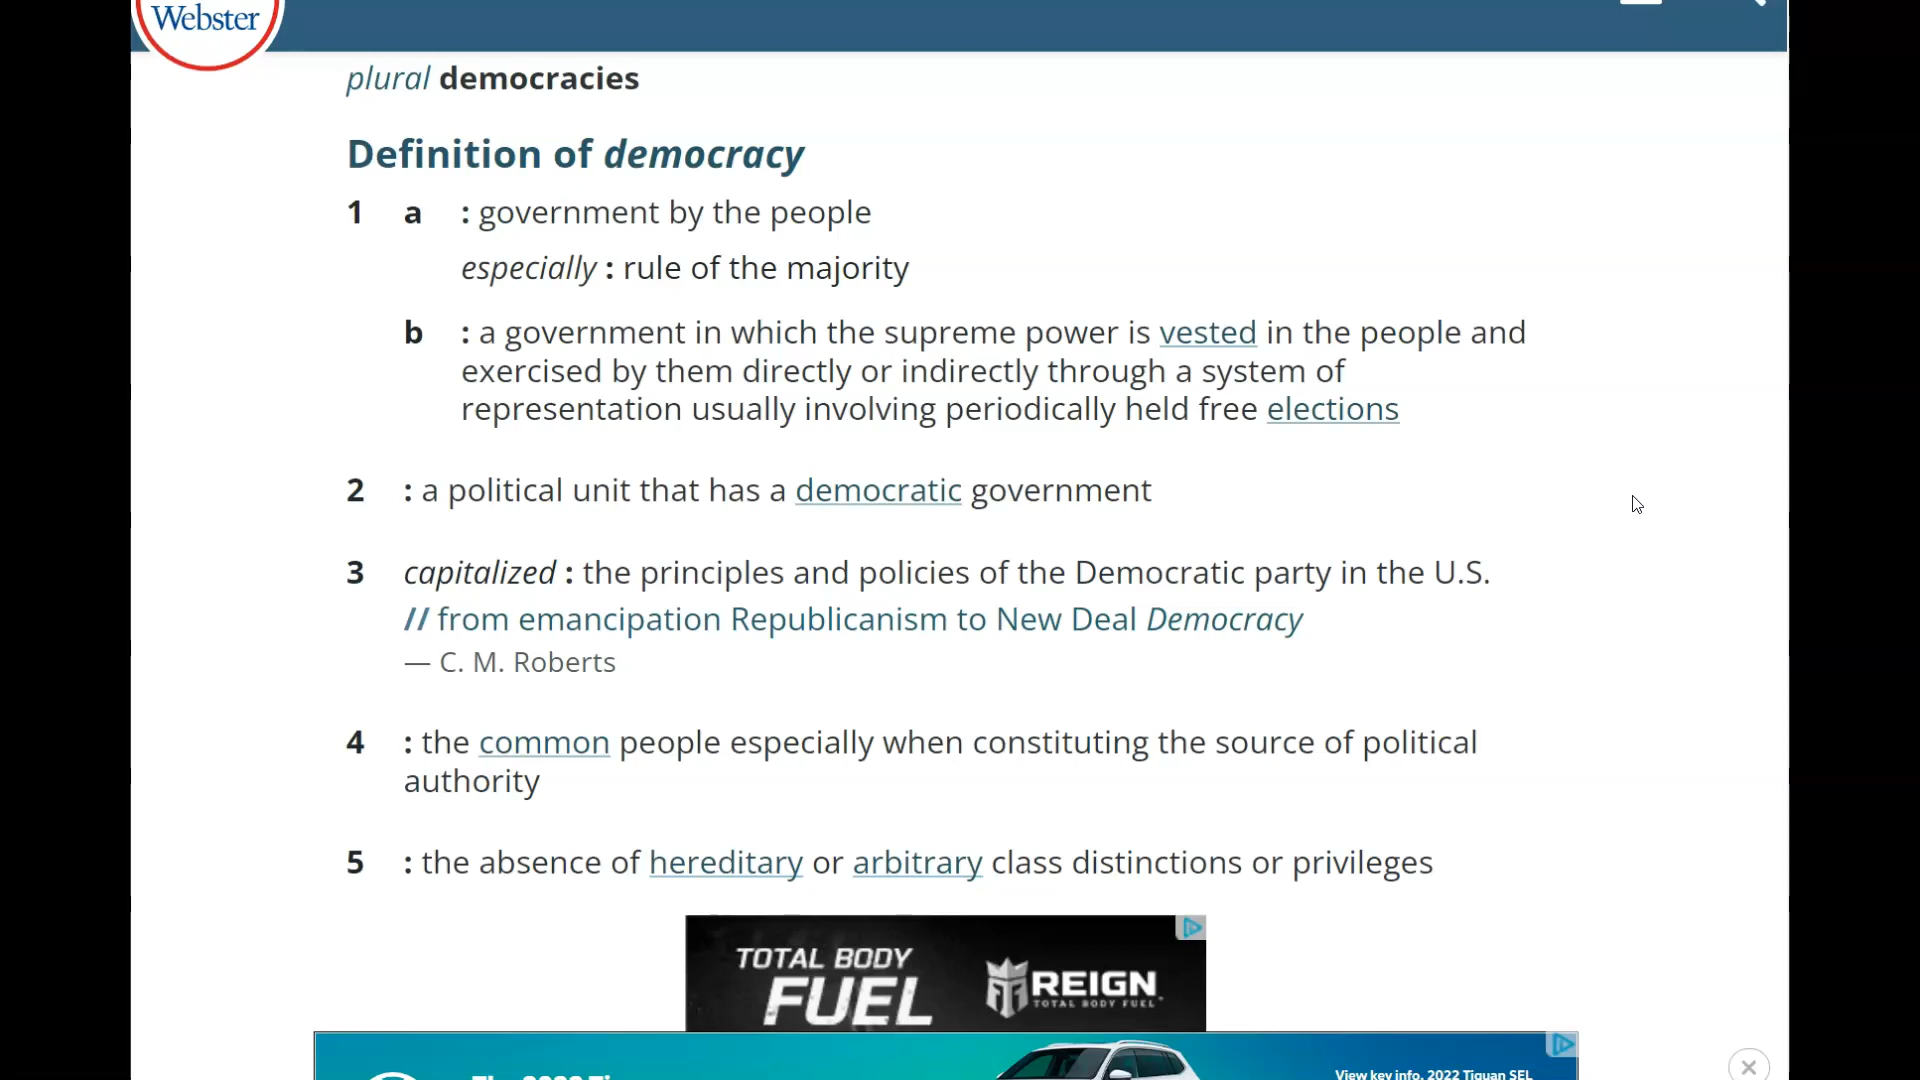 Webster
plural democracies
Definition of democracy
1 a : government by the people
especially : rule of the majority
b : a government in which the supreme power is vested in the people and
exercised by them directly or indirectly through a system of
representation usually involving periodically held free elections
2 : a political unit that has a democratic government
3 capitalized : the principles and policies of the Democratic party in the U.S.
// from emancipation Republicanism to New Deal Democracy
— C. M. Roberts
4 : the common people especially when constituting the source of political
authority
5 : the absence of hereditary or arbitrary class distinctions or privileges
TOTAL BODY
FUEL
REIGN
TOTAL BODY FUEL
View key info. 2022 Tiguan SEL